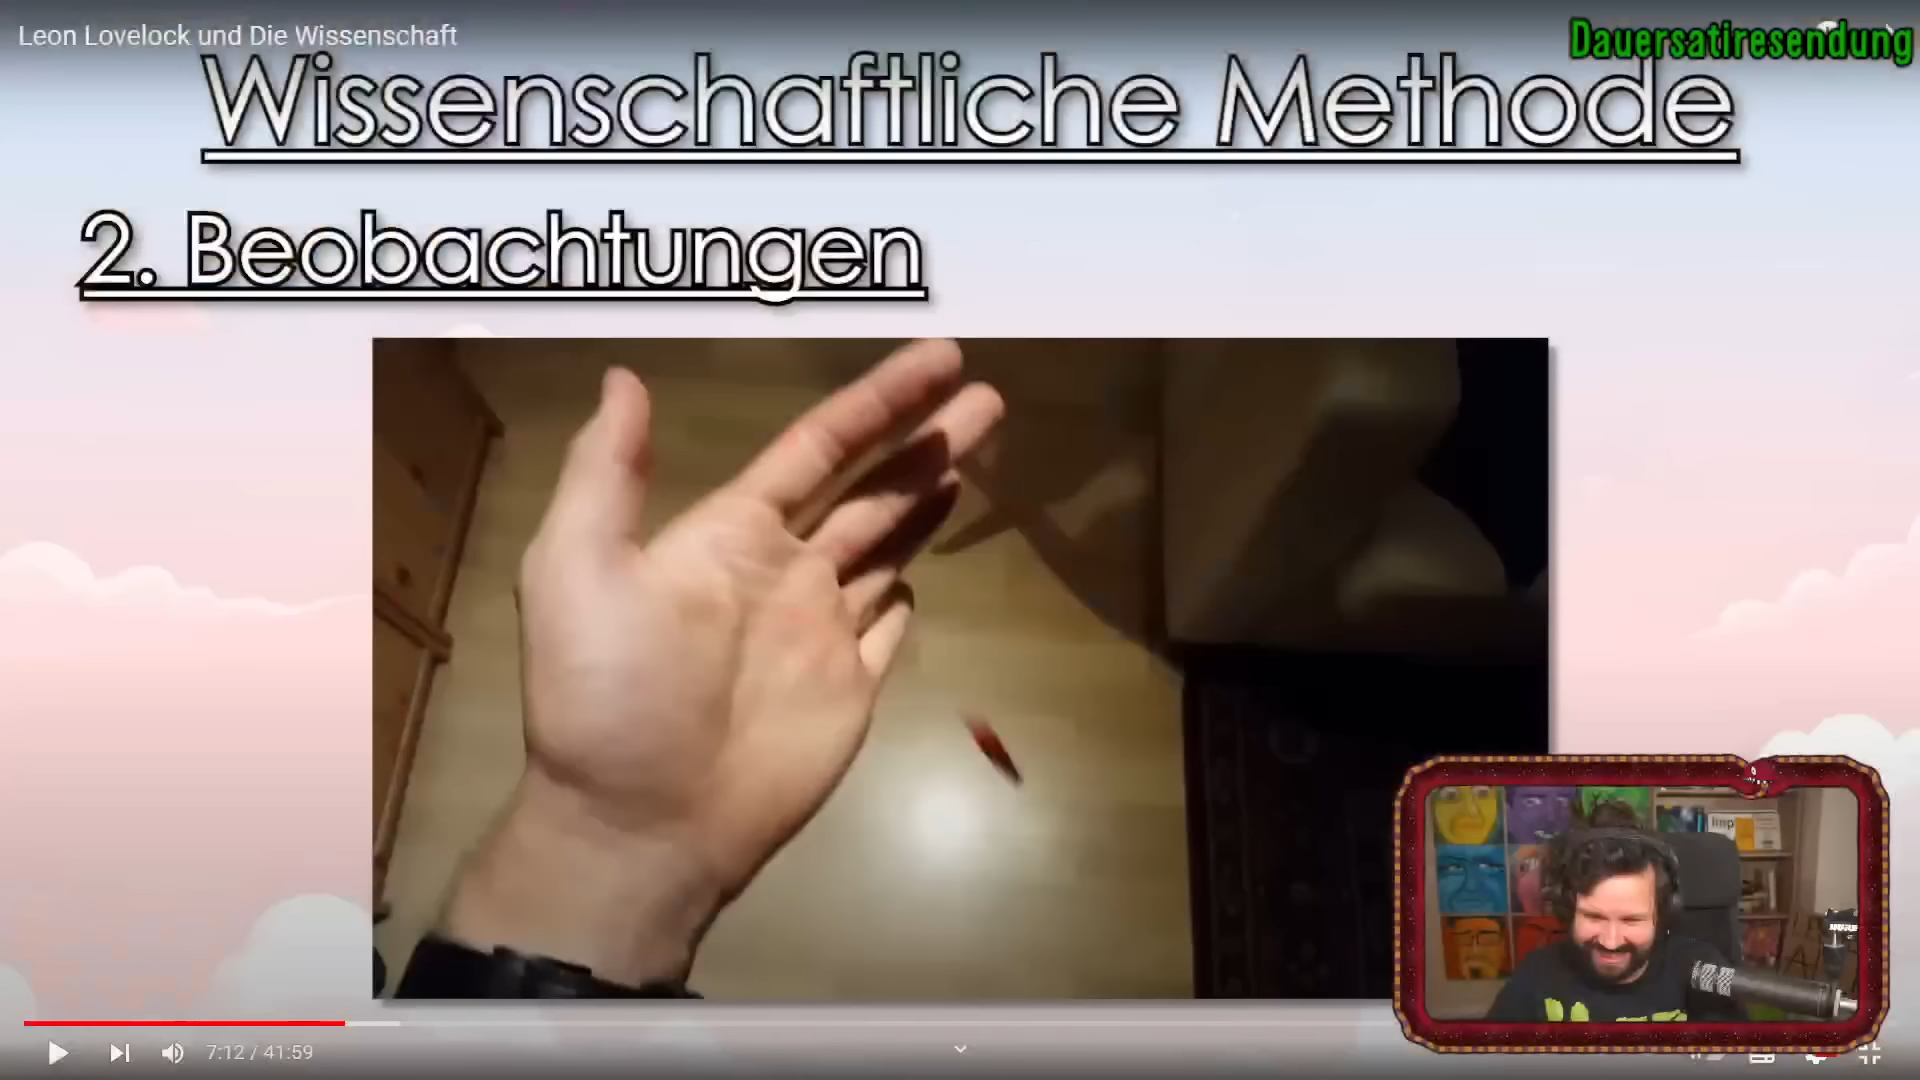 Leon Lovelock und Die Wissenschaft
Dauersatiresendung
Wissenschaftliche Methode
2. Beobachtungen
7:12 / 41:59